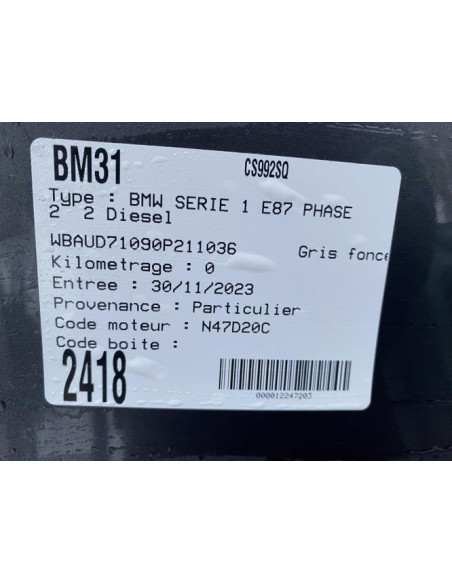 BM31 CS992SQ
Type : BMW SERIE 1 E87 PHASE
2 2 Diesel
WBAUD71090P211036 Gris fonce
Kilometrage : 0
Entree : 30/11/2023
Provenance : Particulier
Code moteur : N47D20C
Code boite :
2418
000012247203